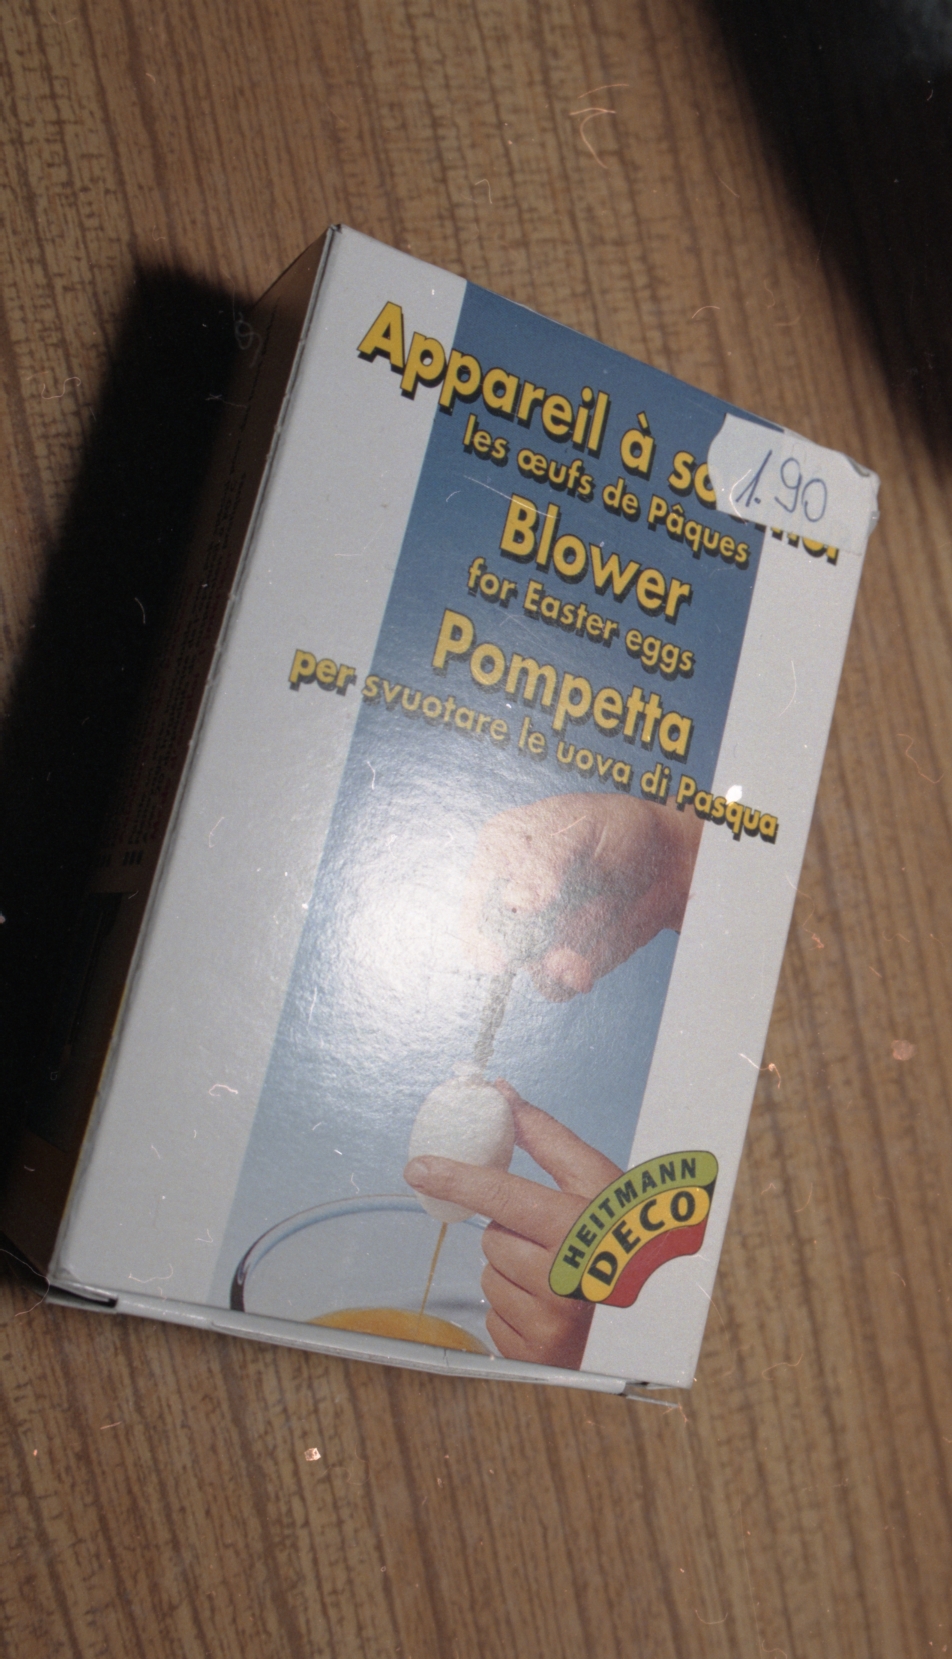 Appareil à
1.90
les œufs de Pâques
Blower
for Easter eggs
Pompetta
per svuotare le uova di Pasqua
HEITMANN
DECO